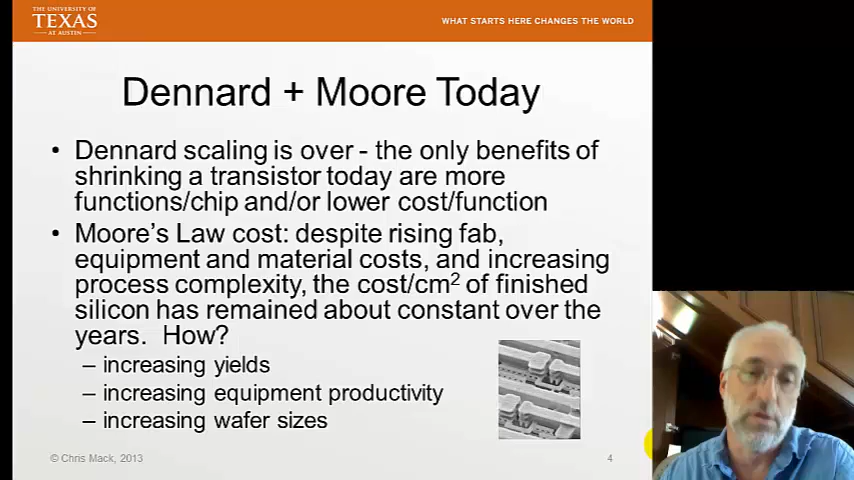 THE UNIVERSITY OF
TEXAS
AT AUSTIN
WHAT STARTS HERE CHANGES THE WORLD
Dennard + Moore Today
• Dennard scaling is over - the only benefits of
shrinking a transistor today are more
functions/chip and/or lower cost/function
• Moore's Law cost: despite rising fab,
equipment and material costs, and increasing
process complexity, the cost/cm² of finished
silicon has remained about constant over the
years. How?
– increasing yields
– increasing equipment productivity
– increasing wafer sizes
© Chris Mack, 2013
4